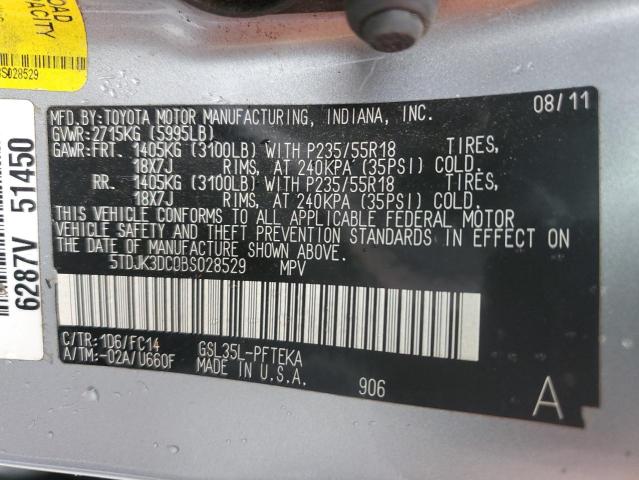 OAD
ACITY
BS028529
6287V 51450
MFD.BY:TOYOTA MOTOR MANUFACTURING, INDIANA, INC. 08/11
GVWR:2715KG (5995LB)
GAWR:FRT. 1405KG (3100LB) WITH P235/55R18 TIRES,
18X7J RIMS, AT 240KPA (35PSI) COLD.
RR. 1405KG (3100LB) WITH P235/55R18 TIRES,
18X7J RIMS, AT 240KPA (35PSI) COLD.
THIS VEHICLE CONFORMS TO ALL APPLICABLE FEDERAL MOTOR
VEHICLE SAFETY AND THEFT PREVENTION STANDARDS IN EFFECT ON
THE DATE OF MANUFACTURE SHOWN ABOVE.
5TDJK3DC0BS028529 MPV
C/TR:1D6/FC14 GSL35L-PFTEKA
A/TM:-02A/U660F MADE IN U.S.A.
906 A